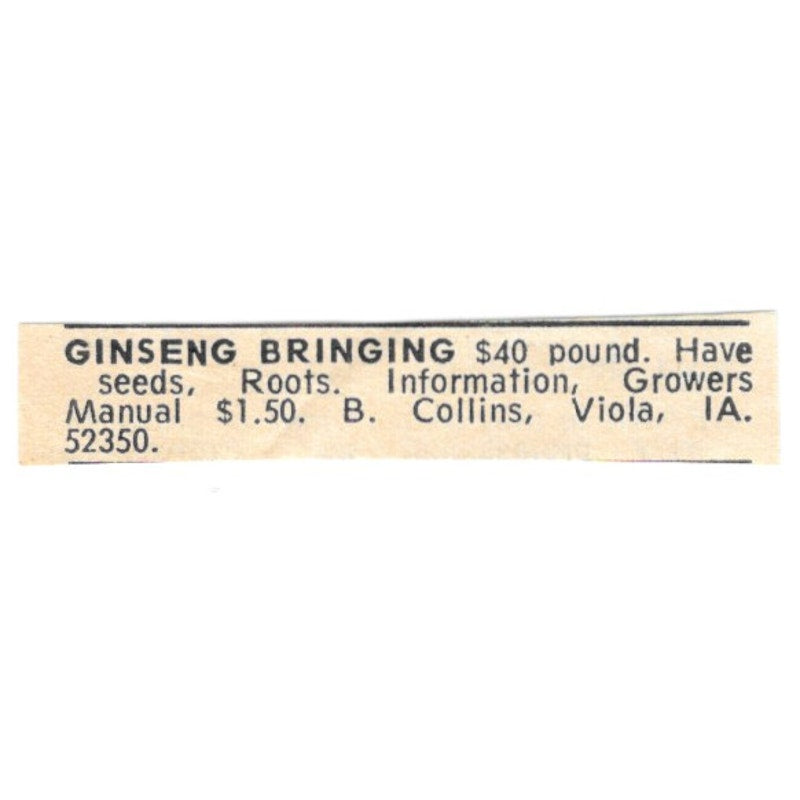 GINSENG BRINGING $40 pound. Have
seeds, Roots. Information, Growers
Manual $1.50. B. Collins, Viola, IA.
52350.